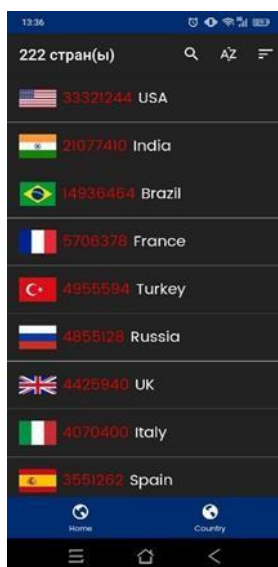 13:36
222 стран(ы) AZ
33321244 USA
21077410 India
14936464 Brazil
5706378 France
4955594 Turkey
4855128 Russia
4425940 UK
4070400 Italy
3551262 Spain
Home Country